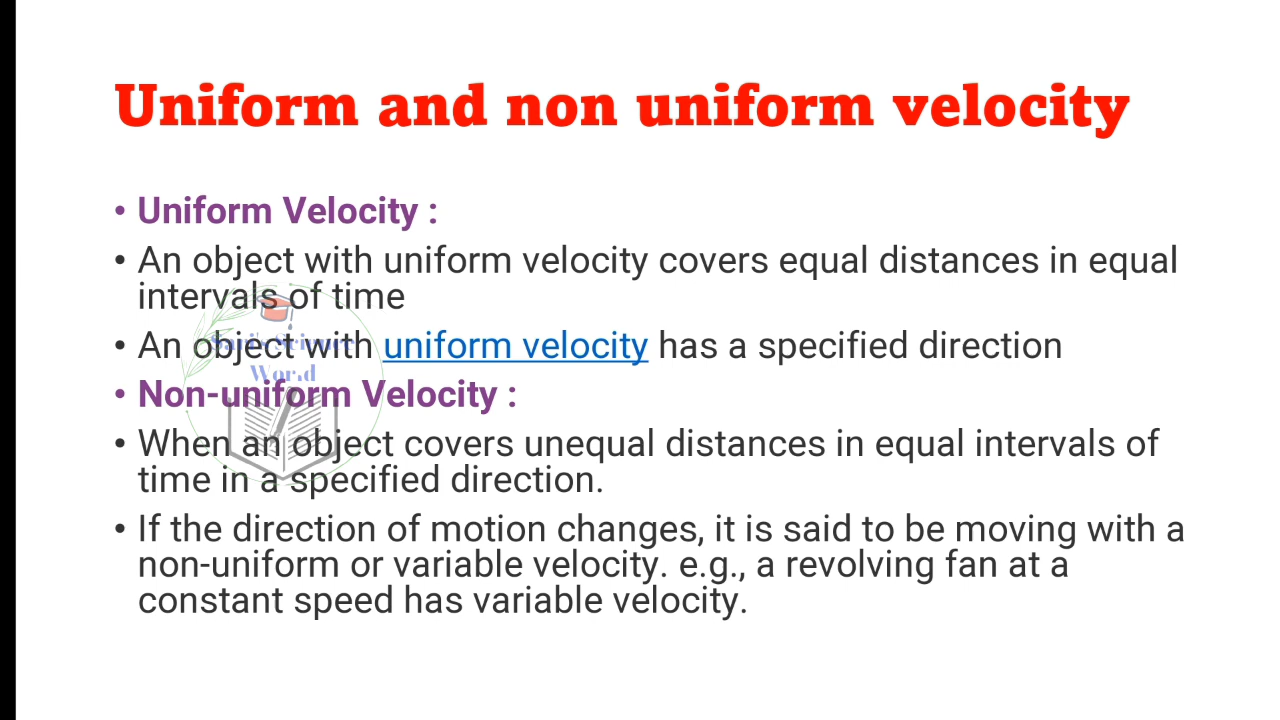 Uniform and non uniform velocity
• Uniform Velocity :
• An object with uniform velocity covers equal distances in equal
intervals of time
• An object with uniform velocity has a specified direction
• Non-uniform Velocity :
• When an object covers unequal distances in equal intervals of
time in a specified direction.
• If the direction of motion changes, it is said to be moving with a
non-uniform or variable velocity. e.g., a revolving fan at a
constant speed has variable velocity.
World